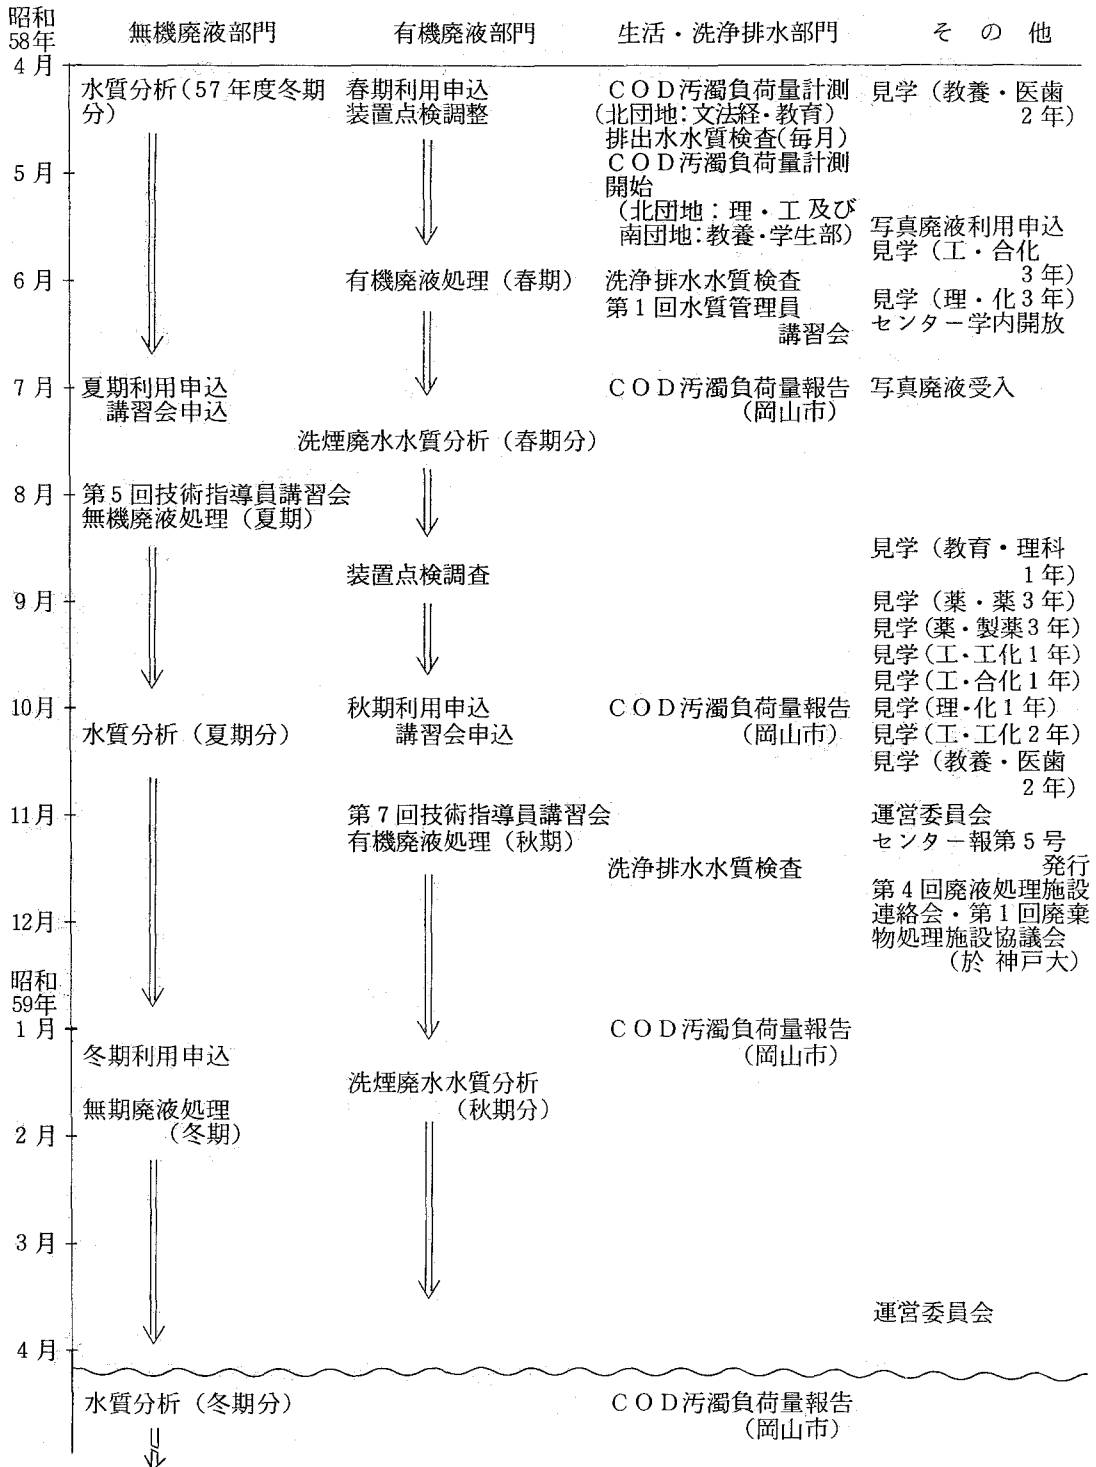 昭和
58年
無機廃液部門
有機廃液部門
生活・洗浄排水部門
その他
4月
水質分析(57年度冬期
分)
春期利用申込
装置点検調整
COD汚濁負荷量計測
(北団地:文法経・教育)
排出水水質検査(毎月)
COD汚濁負荷量計測
開始
(北団地:理・工及び
南団地:教養・学生部)
見学(教養・医歯
2年)
5月
写真廃液利用申込
見学(工・合化
3年)
6月
有機廃液処理(春期)
洗浄排水水質検査
第1回水質管理員
講習会
見学(理・化3年)
センター学内開放
7月
夏期利用申込
講習会申込
COD汚濁負荷量報告
(岡山市)
写真廃液受入
洗煙廃水水質分析(春期分)
8月
第5回技術指導員講習会
無機廃液処理(夏期)
装置点検調査
見学(教育・理科
1年)
9月
見学(薬・薬3年)
見学(薬・製薬3年)
見学(工・工化1年)
見学(工・合化1年)
10月
水質分析(夏期分)
秋期利用申込
講習会申込
COD汚濁負荷量報告
(岡山市)
見学(理・化1年)
見学(工・工化2年)
見学(教養・医歯
2年)
11月
第7回技術指導員講習会
有機廃液処理(秋期)
洗浄排水水質検査
運営委員会
センター報第5号
発行
第4回廃液処理施設
連絡会・第1回廃棄
物処理施設協議会
(於 神戸大)
12月
昭和
59年
1月
冬期利用申込
洗煙廃水水質分析
(秋期分)
COD汚濁負荷量報告
(岡山市)
無期廃液処理
(冬期)
2月
3月
運営委員会
4月
水質分析(冬期分)
COD汚濁負荷量報告
(岡山市)